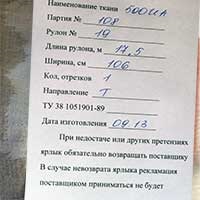 Наименование ткани 500НА
Партия № 108
Рулон № 19
Длина рулона, м 17,5
Ширина, см 106
Кол, отрезков 1
Направление Т
ТУ 38 1051901-89
Дата изготовления 09.13
При недостаче или других претензиях
ярлык обязательно возвращать поставщику
В случае невозврата ярлыка рекламация
поставщиком приниматься не будет